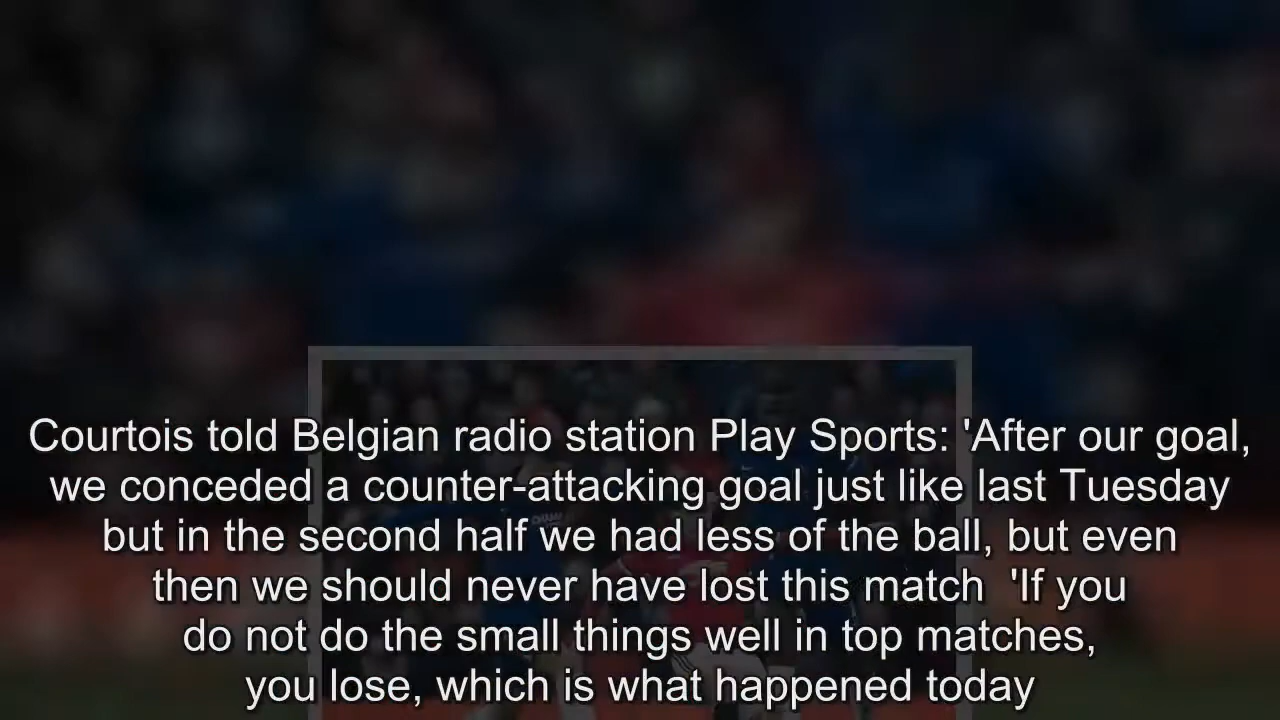 Courtois told Belgian radio station Play Sports: 'After our goal,
we conceded a counter-attacking goal just like last Tuesday
but in the second half we had less of the ball, but even
then we should never have lost this match  'If you
do not do the small things well in top matches,
you lose, which is what happened today